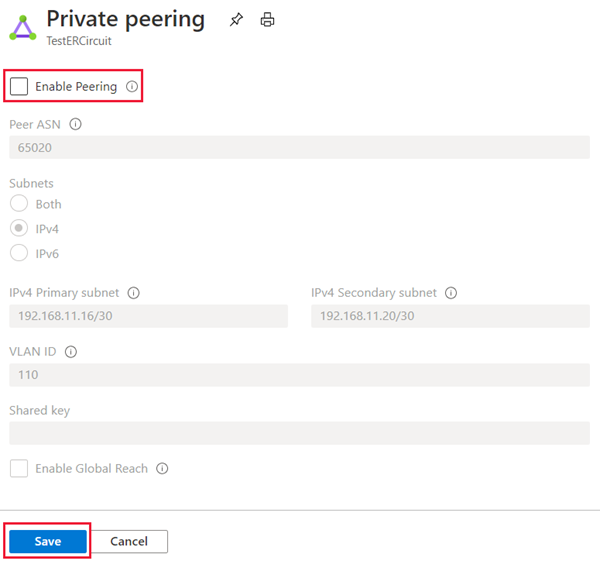 Private peering
TestERCircuit
Enable Peering
Peer ASN
65020
Subnets
Both
IPv4
IPv6
IPv4 Primary subnet
IPv4 Secondary subnet
192.168.11.16/30
192.168.11.20/30
VLAN ID
110
Shared key
Enable Global Reach
Save
Cancel